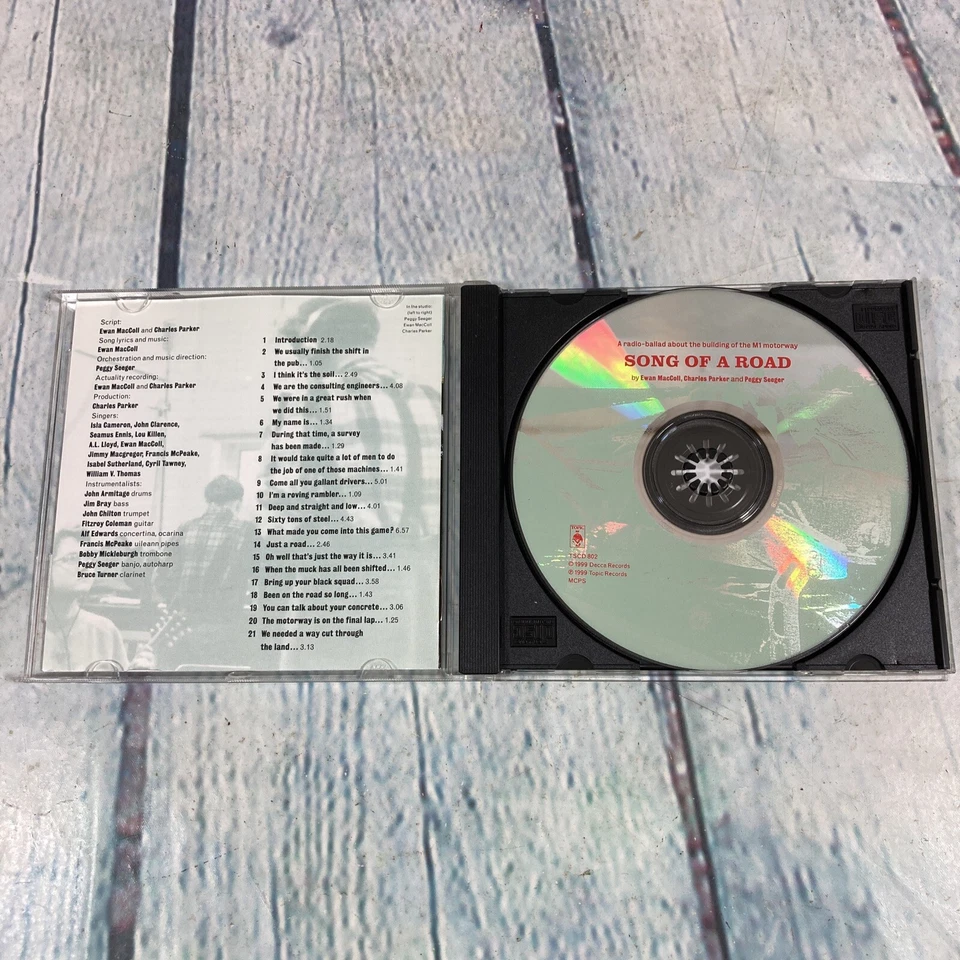 Script:
Ewan MacColl and Charles Parker
Song lyrics and music:
Ewan MacColl
Orchestration and music direction:
Peggy Seeger
Actuality recording:
Ewan MacColl and Charles Parker
Production:
Charles Parker
Singers:
Isla Cameron, John Clarence,
Seamus Ennis, Lou Killen,
A.L. Lloyd, Ewan MacColl,
Jimmy Macgregor, Francis McPeake,
Isabel Sutherland, Cyril Tawney,
William V. Thomas
Instrumentalists:
John Armitage drums
Jim Bray bass
John Chilton trumpet
Fitzroy Coleman guitar
Alf Edwards concertina, ocarina
Francis McPeake uileann pipes
Bobby Mickleburgh trombone
Peggy Seeger banjo, autoharp
Bruce Turner clarinet
In the studio:
(left to right)
Peggy Seeger
Ewan MacColl
Charles Parker
1 Introduction 2.18
2 We usually finish the shift in
the pub... 1.05
3 I think it's the soil... 2.49
4 We are the consulting engineers... 4.08
5 We were in a great rush when
we did this... 1.51
6 My name is... 1.34
7 During that time, a survey
has been made... 1.29
8 It would take quite a lot of men to do
the job of one of those machines... 1.41
9 Come all you gallant drivers... 5.01
10 I'm a roving rambler... 1.09
11 Deep and straight and low... 4.01
12 Sixty tons of steel... 4.43
13 What made you come into this game? 6.57
14 Just a road... 2.46
15 Oh well that's just the way it is... 3.41
16 When the muck has all been shifted... 1.46
17 Bring up your black squad... 3.58
18 Been on the road so long... 1.43
19 You can talk about your concrete... 3.06
20 The motorway is on the final lap... 1.25
21 We needed a way cut through
the land... 3.13
A radio-ballad about the building of the M1 motorway
SONG OF A ROAD
by Ewan MacColl, Charles Parker and Peggy Seeger
TOPIC
TSCD 802
© 1999 Decca Records
℗ 1999 Topic Records
MCPS